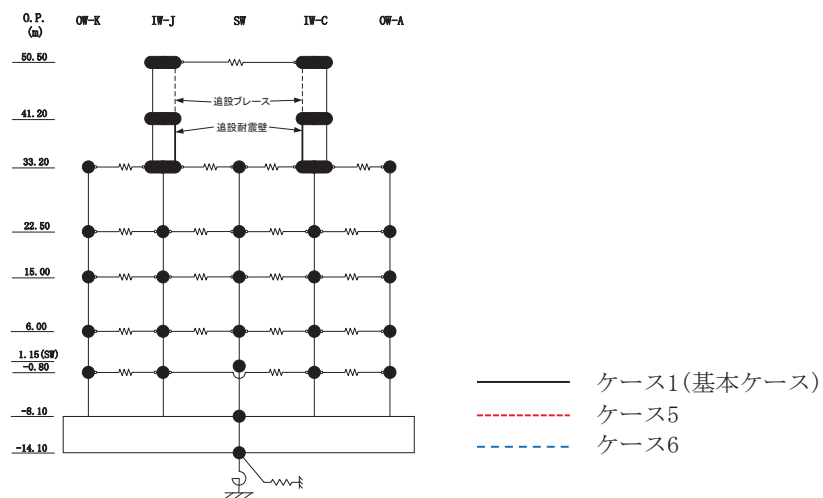 O.P.
(m)
OW-K
IW-J
SW
IW-C
OW-A
50.50
追設ブレース
41.20
追設耐震壁
33.20
22.50
15.00
6.00
1.15(SW)
-0.80
-8.10
-14.10
ケース1(基本ケース)
ケース5
ケース6